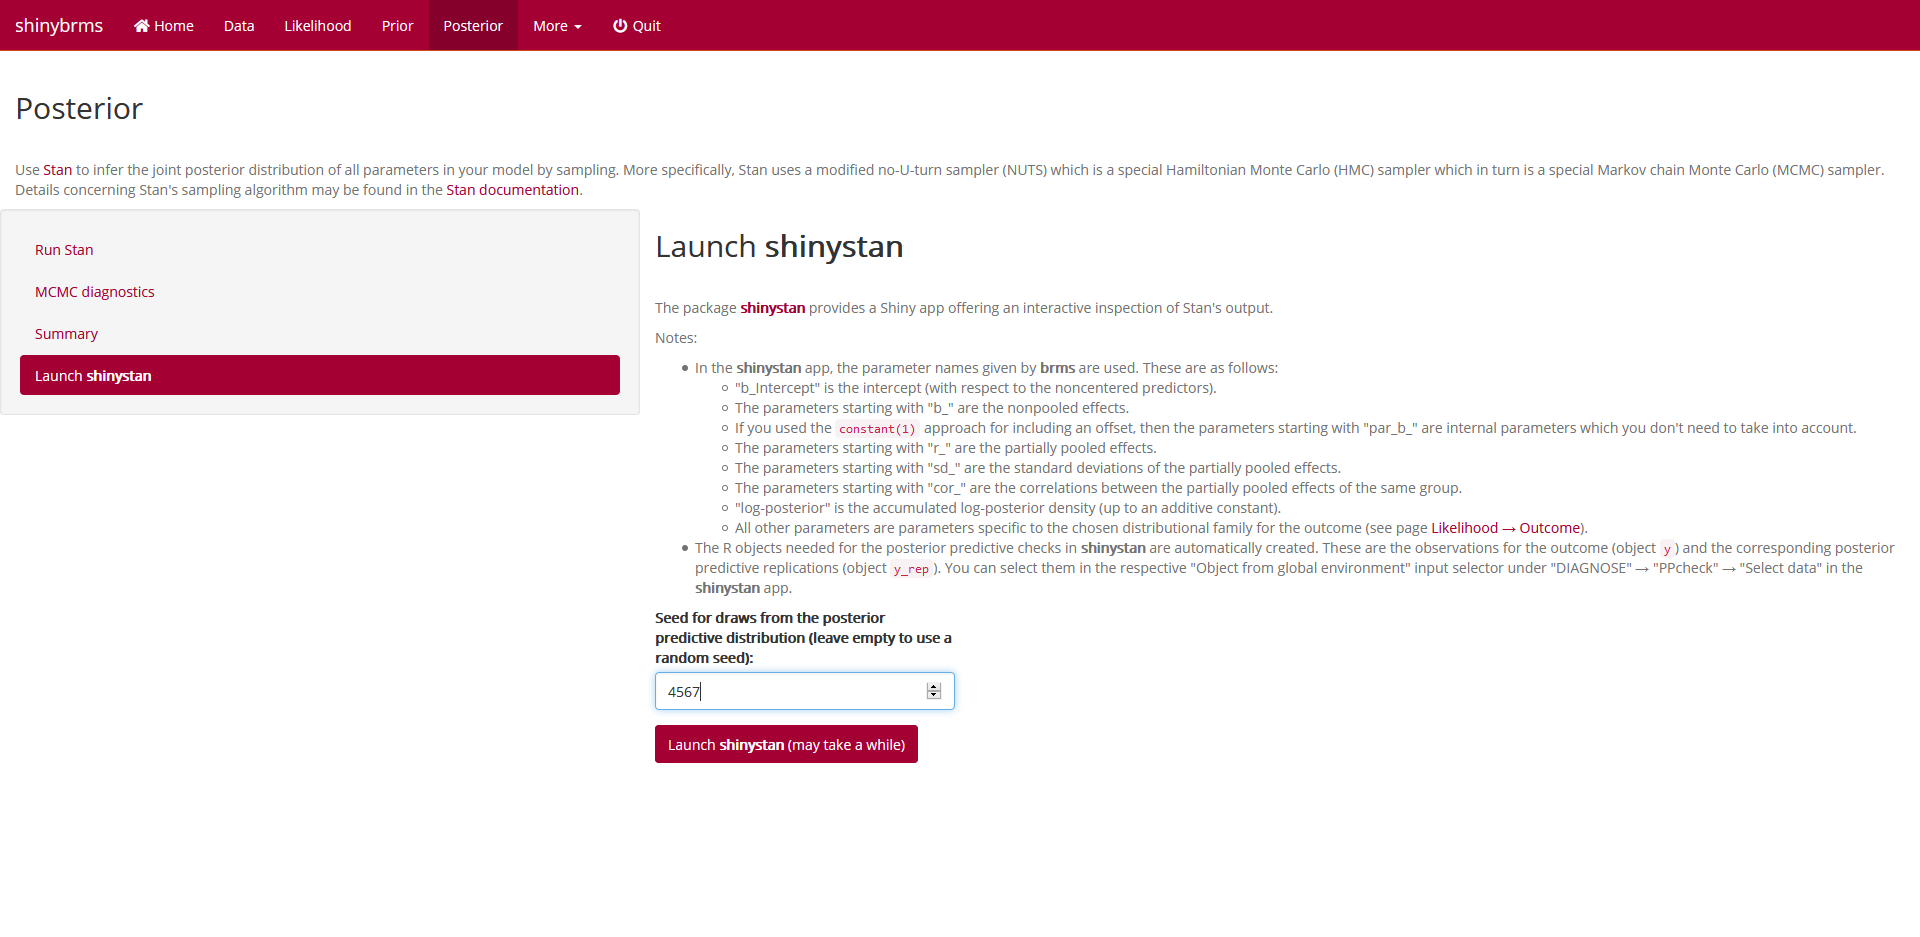 shinybrms Home Data Likelihood Prior Posterior More Quit
Posterior
Use Stan to infer the joint posterior distribution of all parameters in your model by sampling. More specifically, Stan uses a modified no-U-turn sampler (NUTS) which is a special Hamiltonian Monte Carlo (HMC) sampler which in turn is a special Markov chain Monte Carlo (MCMC) sampler.
Details concerning Stan's sampling algorithm may be found in the Stan documentation.
Run Stan
MCMC diagnostics
Summary
Launch shinystan
Launch shinystan
The package shinystan provides a Shiny app offering an interactive inspection of Stan's output.
Notes:
In the shinystan app, the parameter names given by brms are used. These are as follows:
"b_Intercept" is the intercept (with respect to the noncentered predictors).
The parameters starting with "b_" are the nonpooled effects.
If you used the constant(1) approach for including an offset, then the parameters starting with "par_b_" are internal parameters which you don't need to take into account.
The parameters starting with "r_" are the partially pooled effects.
The parameters starting with "sd_" are the standard deviations of the partially pooled effects.
The parameters starting with "cor_" are the correlations between the partially pooled effects of the same group.
"log-posterior" is the accumulated log-posterior density (up to an additive constant).
All other parameters are parameters specific to the chosen distributional family for the outcome (see page Likelihood → Outcome).
The R objects needed for the posterior predictive checks in shinystan are automatically created. These are the observations for the outcome (object y) and the corresponding posterior
predictive replications (object y_rep). You can select them in the respective "Object from global environment" input selector under "DIAGNOSE" → "PPcheck" → "Select data" in the
shinystan app.
Seed for draws from the posterior
predictive distribution (leave empty to use a
random seed):
4567
Launch shinystan (may take a while)